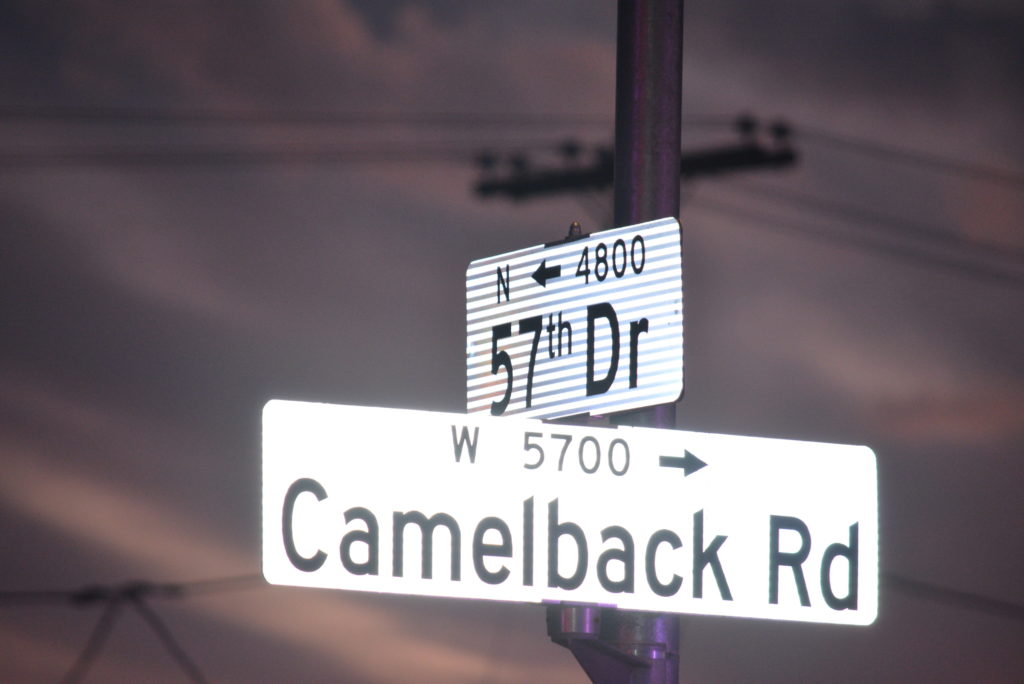 N ← 4800
57th Dr
W 5700 →
Camelback Rd